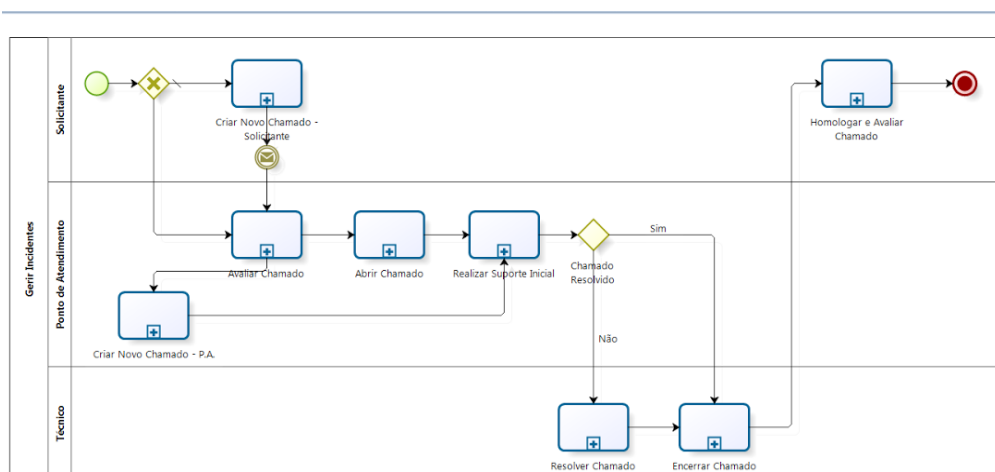 Gerir Incidentes
Solicitante
Criar Novo Chamado -
Solicitante
Homologar e Avaliar
Chamado
Ponto de Atendimento
Avaliar Chamado
Abrir Chamado
Realizar Suporte Inicial
Chamado
Resolvido
Sim
Não
Criar Novo Chamado - P.A.
Técnico
Resolver Chamado
Encerrar Chamado